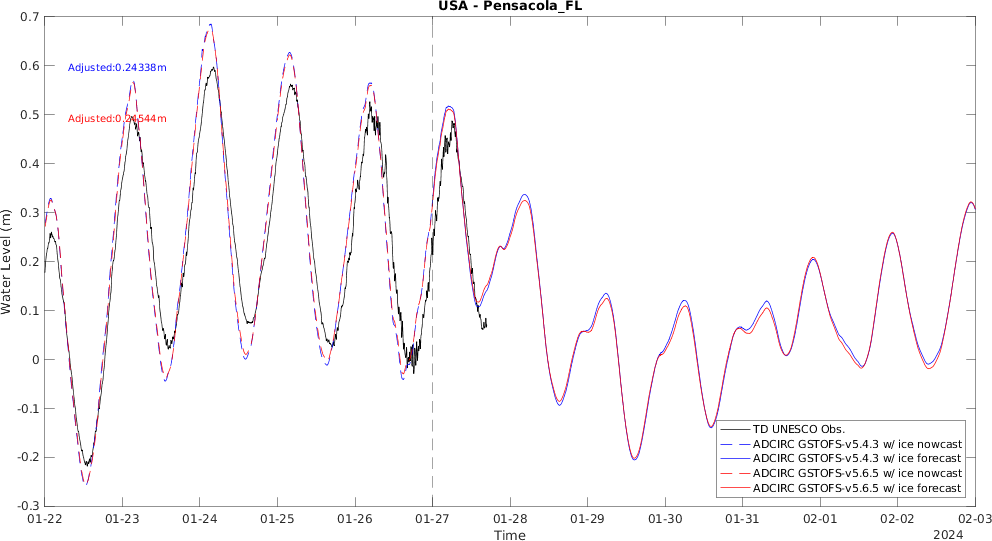 USA - Pensacola_FL
0.7
0.6
0.5
0.4
0.3
0.2
0.1
0
-0.1
-0.2
-0.3
Water Level (m)
Adjusted:0.24338m
Adjusted:0.24544m
TD UNESCO Obs.
ADCIRC GSTOFS-v5.4.3 w/ ice nowcast
ADCIRC GSTOFS-v5.4.3 w/ ice forecast
ADCIRC GSTOFS-v5.6.5 w/ ice nowcast
ADCIRC GSTOFS-v5.6.5 w/ ice forecast
01-22 01-23 01-24 01-25 01-26 01-27 01-28 01-29 01-30 01-31 02-01 02-02 02-03
Time
2024